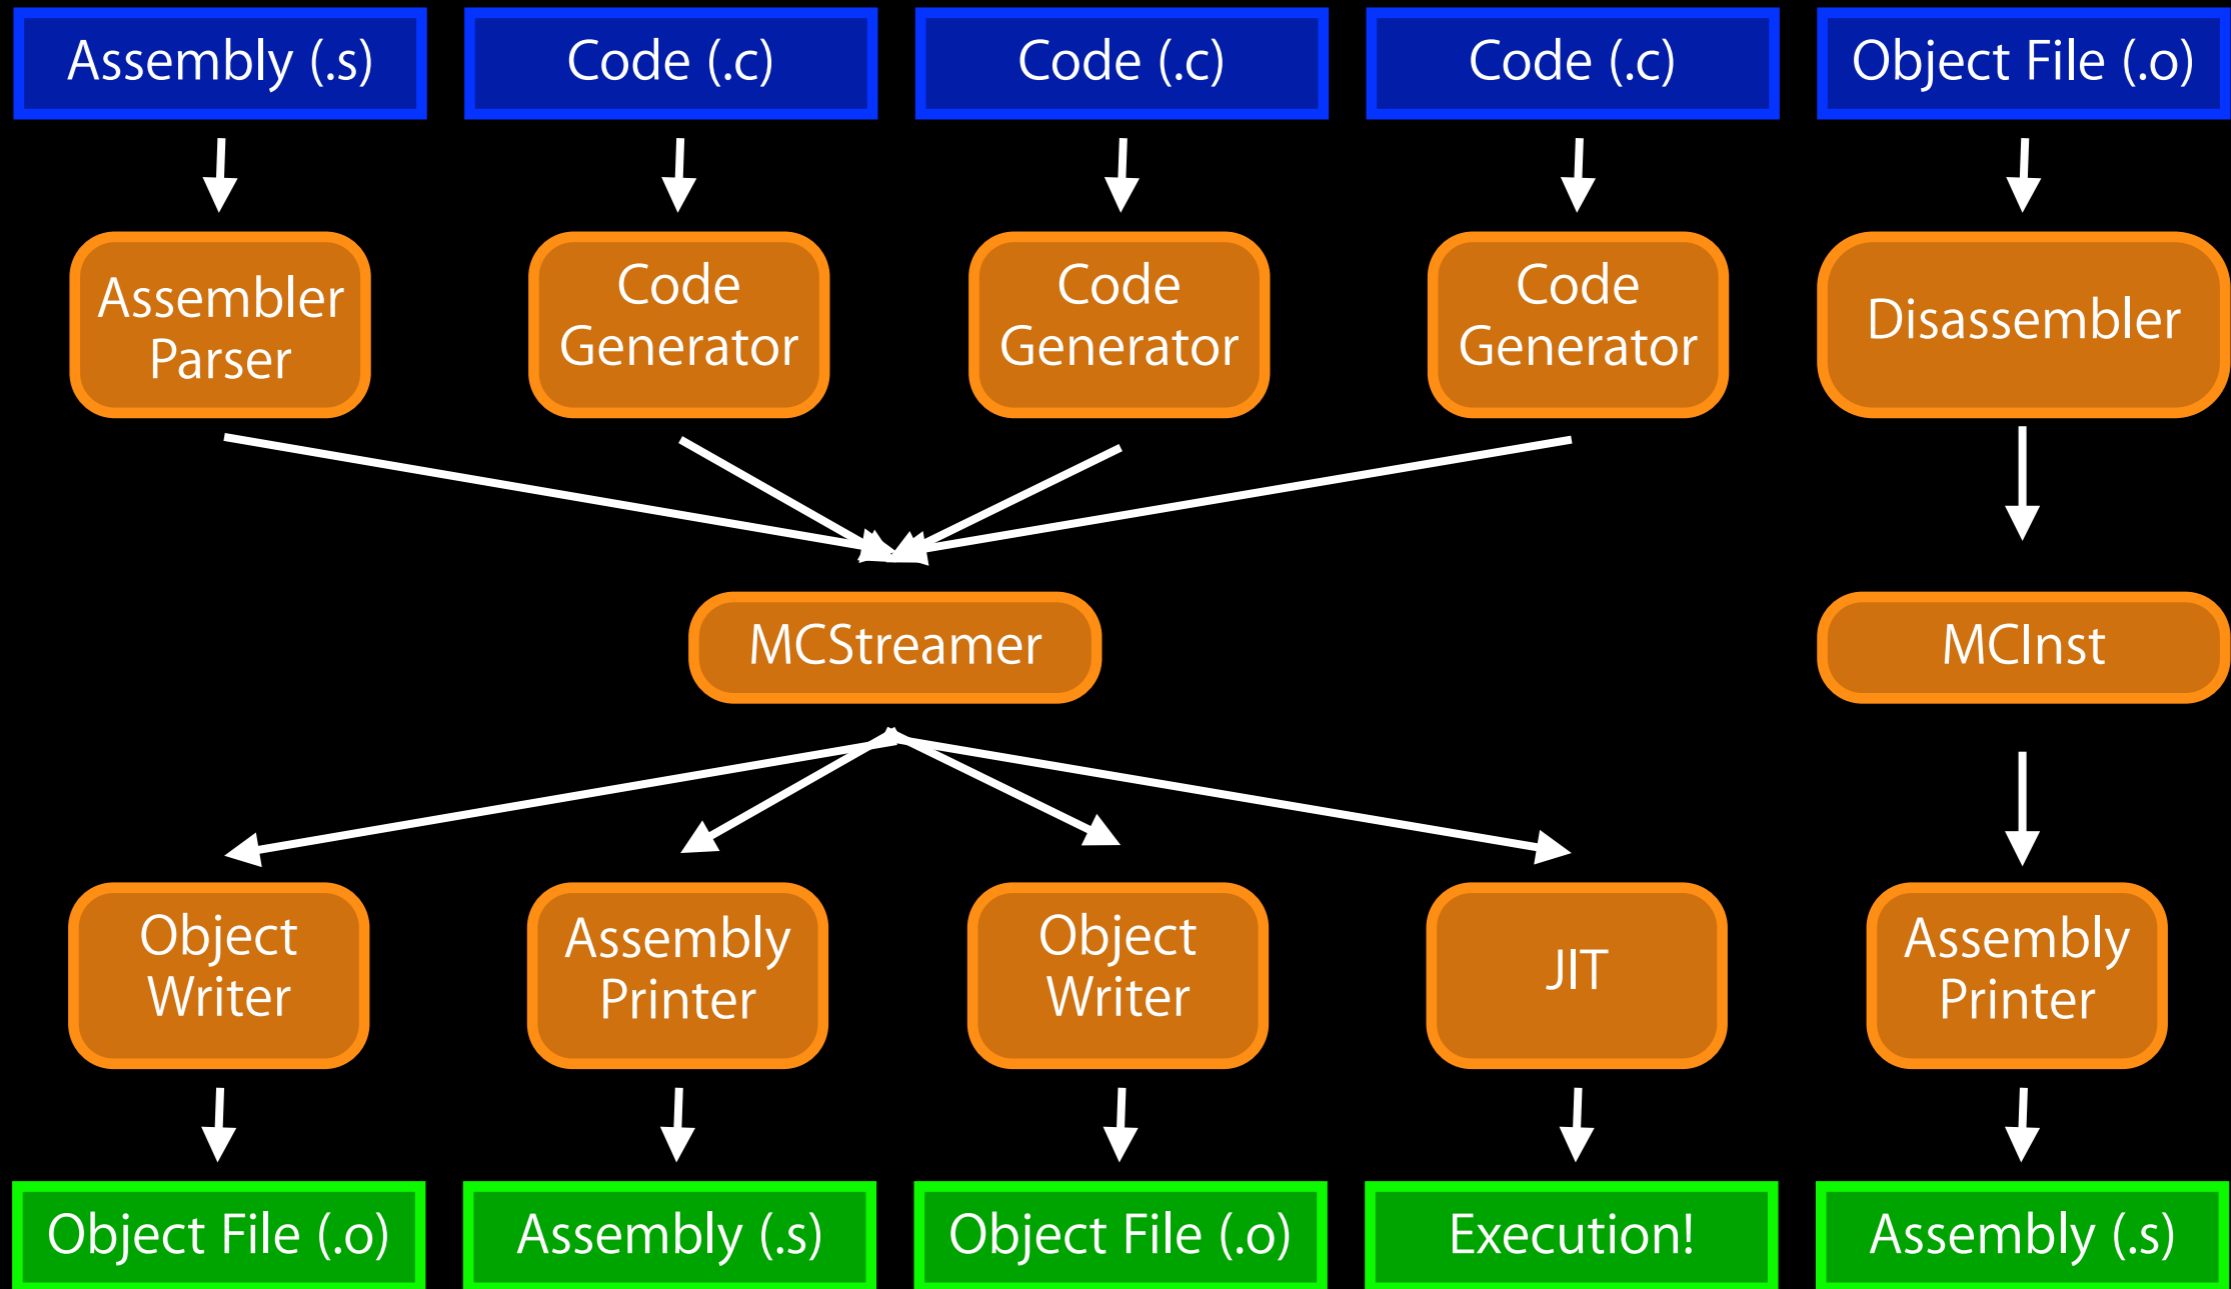 Assembly (.s)
Code (.c)
Code (.c)
Code (.c)
Object File (.o)
Assembler
Parser
Code
Generator
Code
Generator
Code
Generator
Disassembler
MCStreamer
MCInst
Object
Writer
Assembly
Printer
Object
Writer
JIT
Assembly
Printer
Object File (.o)
Assembly (.s)
Object File (.o)
Execution!
Assembly (.s)